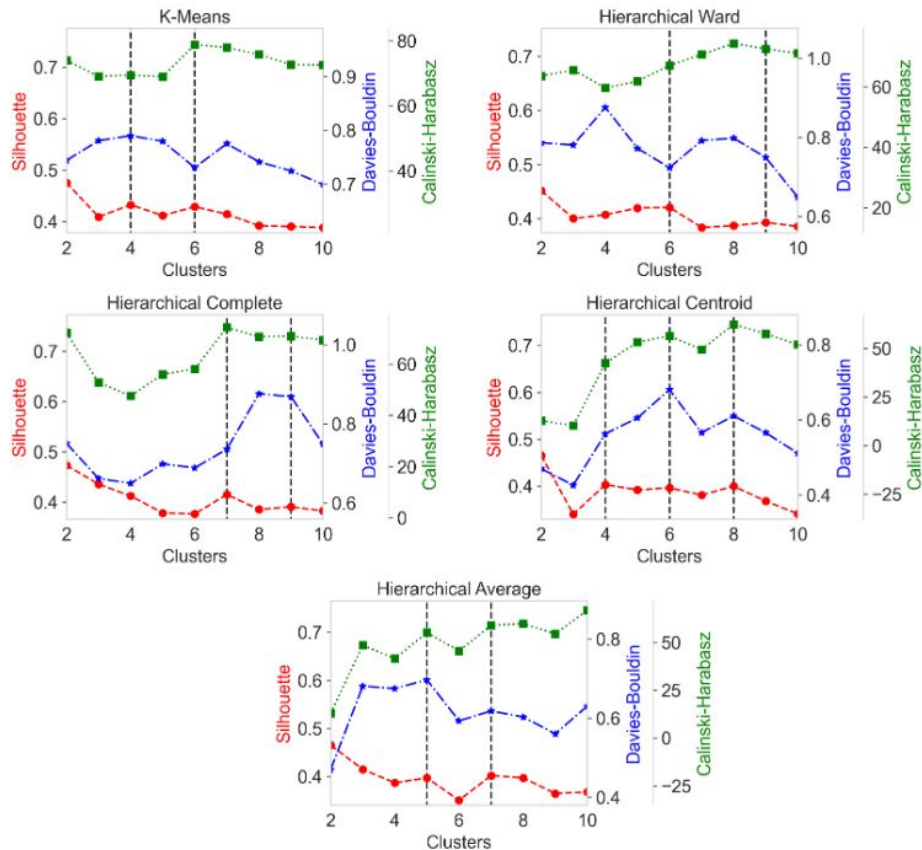 K-Means
Silhouette
0.7
0.6
0.5
0.4
2 4 6 8 10
Clusters
0.9
0.8
0.7
Davies-Bouldin
80
60
40
Calinski-Harabasz
Hierarchical Ward
Silhouette
0.7
0.6
0.5
0.4
2 4 6 8 10
Clusters
1.0
0.8
0.6
Davies-Bouldin
60
40
20
Calinski-Harabasz
Hierarchical Complete
Silhouette
0.7
0.6
0.5
0.4
2 4 6 8 10
Clusters
1.0
0.8
0.6
Davies-Bouldin
60
40
20
0
Calinski-Harabasz
Hierarchical Centroid
Silhouette
0.7
0.6
0.5
0.4
2 4 6 8 10
Clusters
0.8
0.6
0.4
Davies-Bouldin
50
25
0
-25
Calinski-Harabasz
Hierarchical Average
Silhouette
0.7
0.6
0.5
0.4
2 4 6 8 10
Clusters
0.8
0.6
0.4
Davies-Bouldin
50
25
0
-25
Calinski-Harabasz